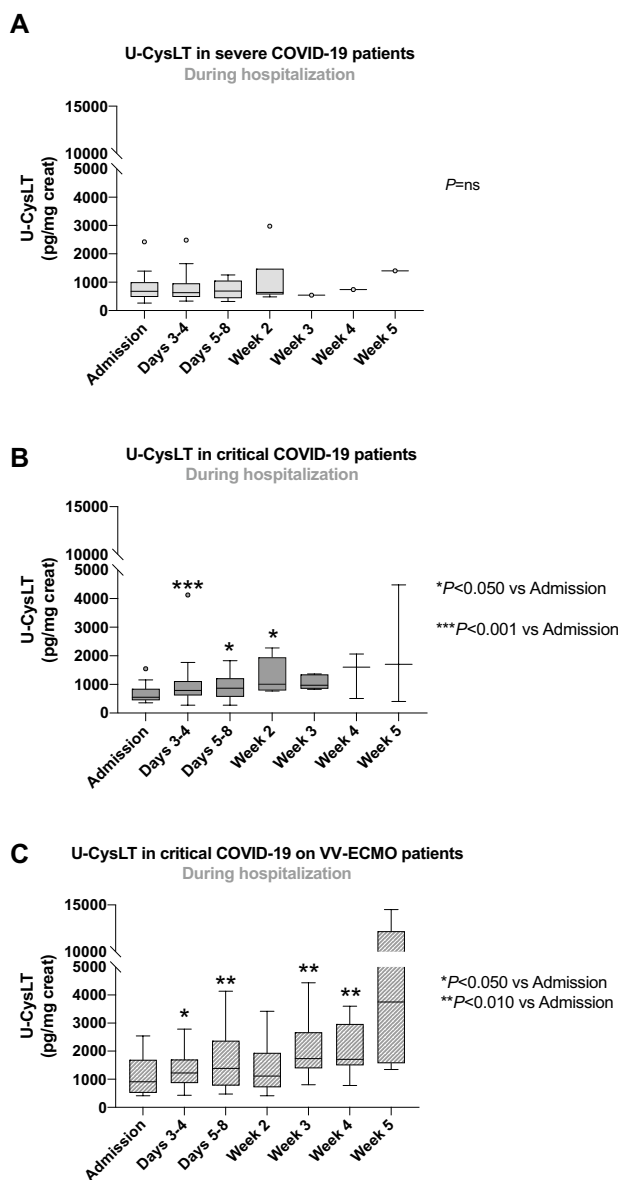 A
U-CysLT in severe COVID-19 patients
During hospitalization
U-CysLT
(pg/mg creat)
15000
10000
5000
4000
3000
2000
1000
0
P=ns
Admission
Days 3-4
Days 5-8
Week 2
Week 3
Week 4
Week 5
B
U-CysLT in critical COVID-19 patients
During hospitalization
U-CysLT
(pg/mg creat)
15000
10000
5000
4000
3000
2000
1000
0
***
*
*
*P<0.050 vs Admission
***P<0.001 vs Admission
Admission
Days 3-4
Days 5-8
Week 2
Week 3
Week 4
Week 5
C
U-CysLT in critical COVID-19 on VV-ECMO patients
During hospitalization
U-CysLT
(pg/mg creat)
15000
10000
5000
4000
3000
2000
1000
0
*
**
**
**
*P<0.050 vs Admission
**P<0.010 vs Admission
Admission
Days 3-4
Days 5-8
Week 2
Week 3
Week 4
Week 5